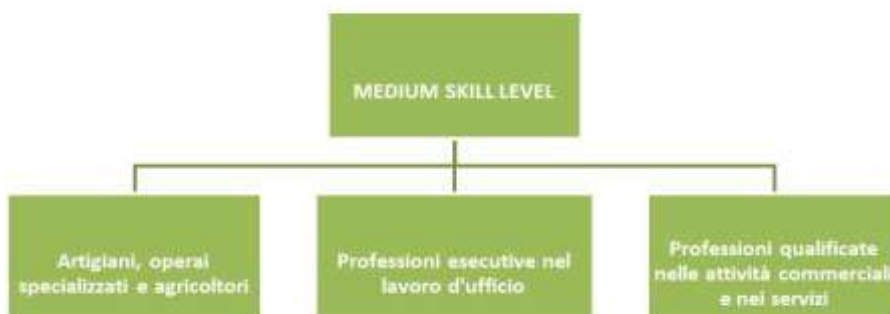 MEDIUM SKILL LEVEL
Artigiani, operai
specializzati e agricoltori
Professioni esecutive nel
lavoro d'ufficio
Professioni qualificate
nelle attività commerciali
e nei servizi